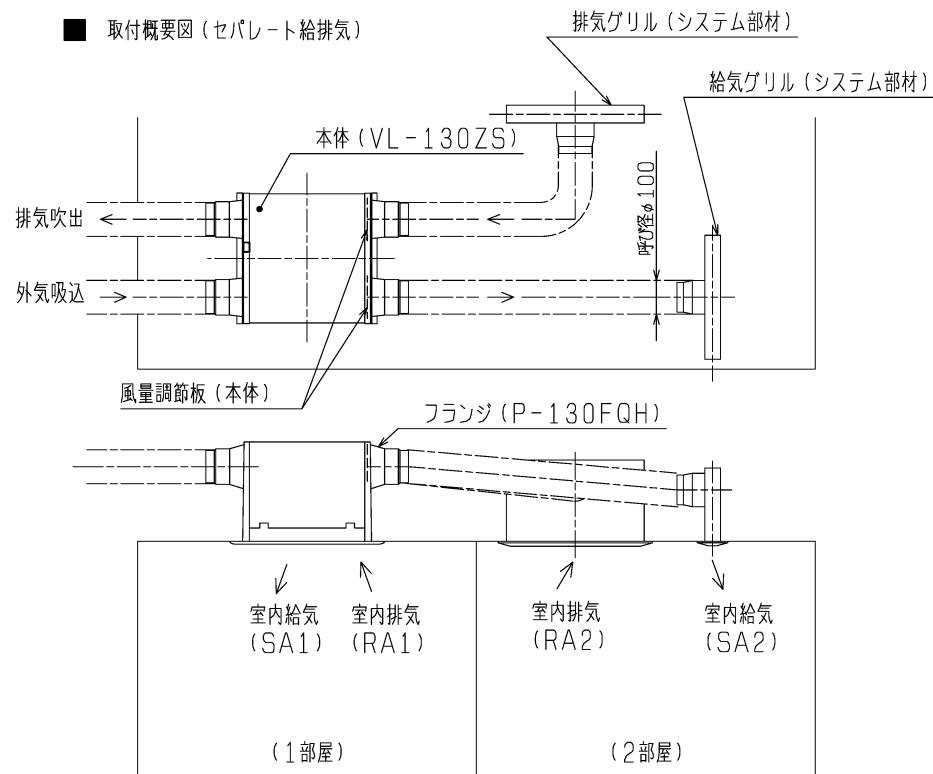 ■ 取付概要図(セパレート給排気)
排気グリル(システム部材)
給気グリル(システム部材)
本体(VL-130ZS)
排気吹出
呼び径φ100
外気吸込
風量調節板(本体)
フランジ(P-130FQH)
室内給気
(SA1)
室内排気
(RA1)
室内排気
(RA2)
室内給気
(SA2)
(1部屋)
(2部屋)